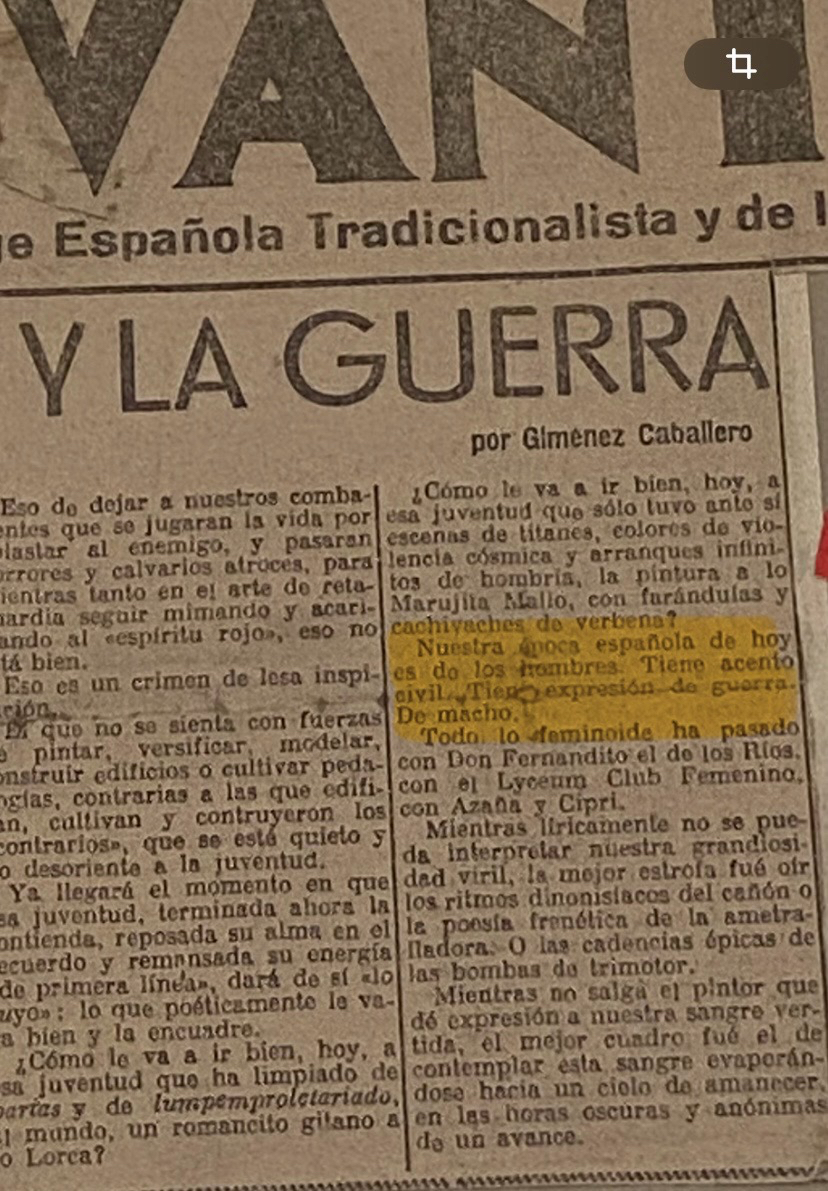 VAN
ge Española Tradicionalista y de l
Y LA GUERRA
por Giménez Caballero
Eso de dejar a nuestros comba-
entes que se jugaran la vida por
plastar al enemigo, y pasaran
orrores y calvarios atroces, para
ientras tanto en el arte de reta-
uardia seguir mimando y acari-
ando al «espíritu rojo», eso no
tá bien.
Eso es un crimen de lesa inspi-
ción.
El que no se sienta con fuerzas
e pintar, versificar, modelar,
onstruir edificios o cultivar peda-
ogías, contrarias a las que edifi-
an, cultivan y contruyeron los
contrarios», que se esté quieto y
o desoriente a la juventud.
Ya llegará el momento en que
sa juventud, terminada ahora la
ontienda, reposada su alma en el
ecuerdo y remansada su energía
de primera línea», dará de sí «lo
uyo»: lo que poéticamente le va-
a bien y la encuadre.
¿Cómo le va a ir bien, hoy, a
sa juventud que ha limpiado de
parias y de lumpemproletariado,
l mundo, un romancito gitano a
o Lorca?
¿Cómo le va a ir bien, hoy, a
esa juventud que sólo tuvo ante sí
escenas de titanes, colores de vio-
lencia cósmica y arranques infini-
tos de hombría, la pintura a lo
Marujita Mallo, con farándulas y
cachivaches de verbena?
Nuestra época española de hoy
es de los hombres. Tiene acento
civil. Tiene expresión de guerra.
De macho.
Todo lo feminoide ha pasado
con Don Fernandito el de los Ríos,
con el Lyceum Club Femenino,
con Azaña y Cipri.
Mientras líricamente no se pue-
da interpretar nuestra grandiosi-
dad viril, la mejor estrofa fué oír
los ritmos dinonisíacos del cañón o
la poesía frenética de la ametra-
lladora. O las cadencias épicas de
las bombas de trimotor.
Mientras no salga el pintor que
dé expresión a nuestra sangre ver-
tida, el mejor cuadro fué el de
contemplar esta sangre evaporán-
dose hacia un cielo de amanecer,
en las horas oscuras y anónimas
de un avance.